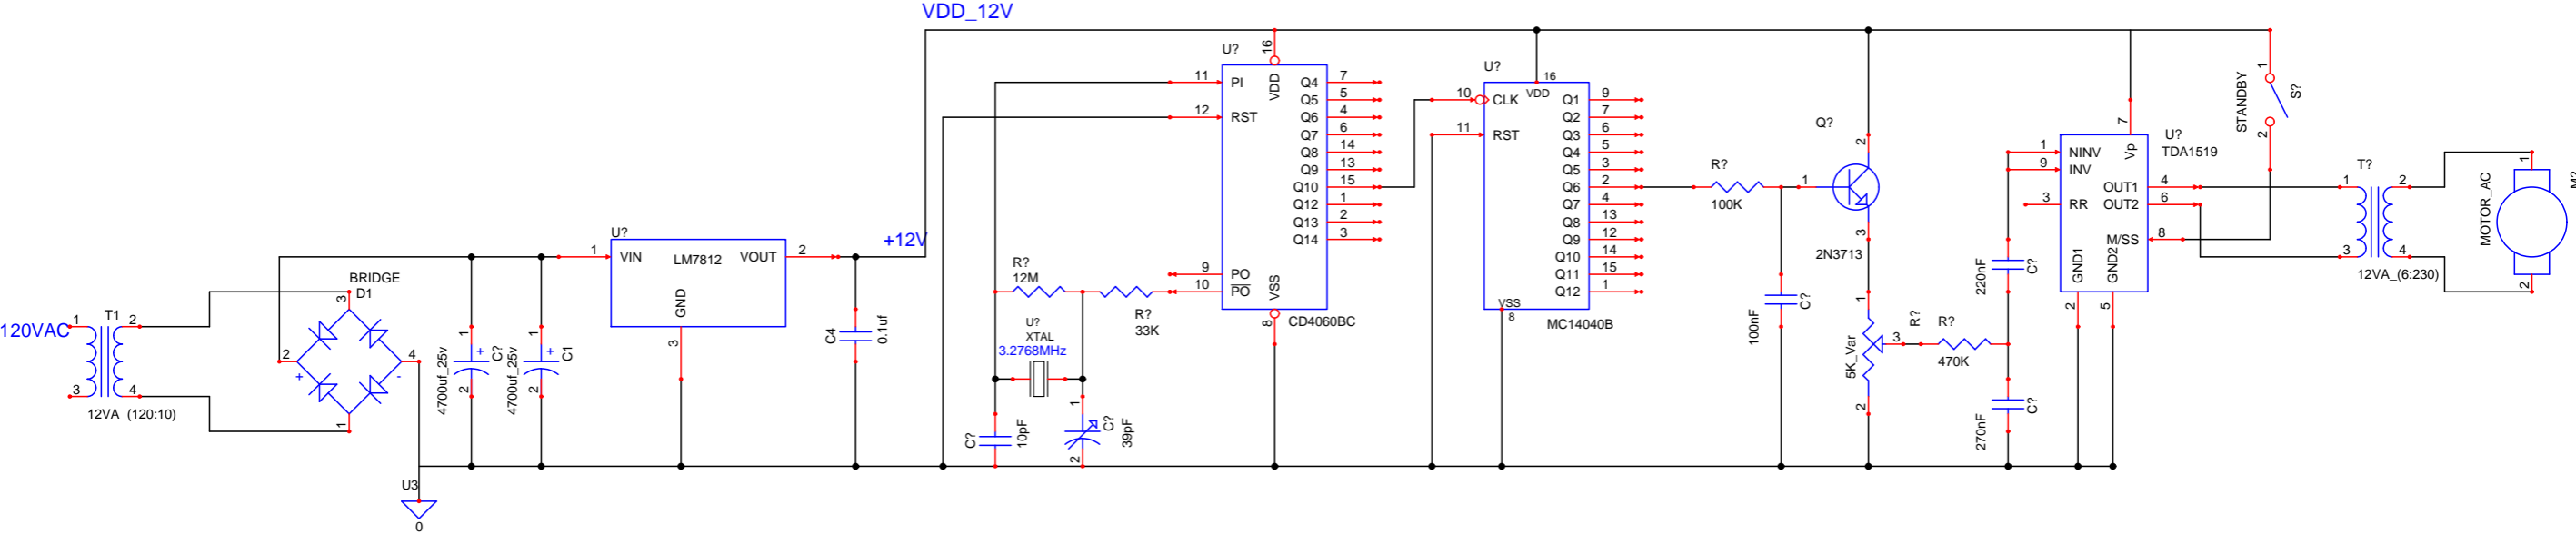 VDD_12V
120VAC
1
T1
2
3
4
12VA_(120:10)
BRIDGE
D1
3
2
4
+
-
1
U3
0
1
+
C?
4700uf_25v
2
1
+
C1
4700uf_25v
2
U?
1
VIN
LM7812
VOUT
2
GND
3
+12V
C4
0.1uf
U?
16
VDD
11
PI
12
RST
Q4
7
Q5
5
Q6
4
Q7
6
Q8
14
Q9
13
Q10
15
Q12
1
Q13
2
Q14
3
9
PO
10
PO
VSS
8
CD4060BC
R?
12M
R?
33K
U?
XTAL
3.2768MHz
C?
10pF
1
C?
39pF
2
U?
16
VDD
10
CLK
11
RST
Q1
9
Q2
7
Q3
6
Q4
5
Q5
3
Q6
2
Q7
4
Q8
13
Q9
12
Q10
14
Q11
15
Q12
1
VSS
8
MC14040B
R?
100K
C?
100nF
Q?
2
1
3
2N3713
1
5K_Var
3
2
R?
R?
470K
220nF
C?
270nF
C?
U?
TDA1519
7
Vp
1
NINV
9
INV
3
RR
OUT1
4
OUT2
6
M/SS
8
GND1
2
GND2
5
STANDBY
1
S?
2
T?
1
2
3
4
12VA_(6:230)
MOTOR_AC
1
2
M?